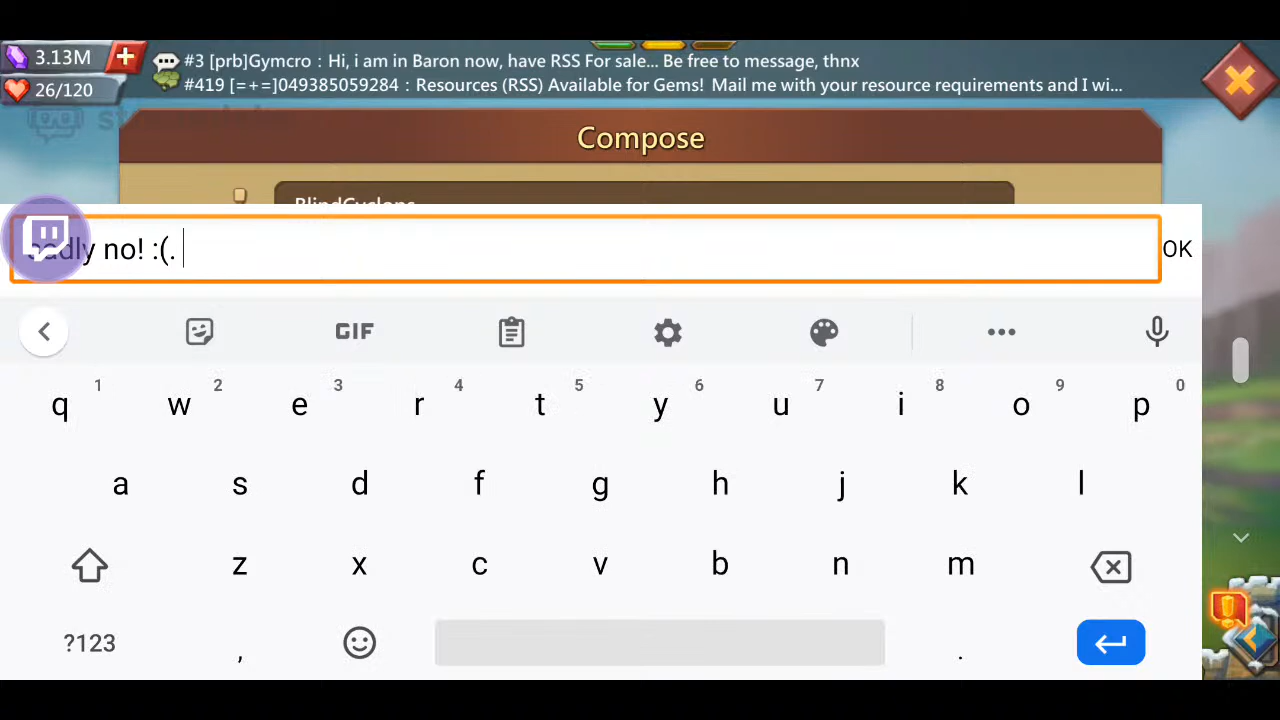 3.13M
#3 [prb]Gymcro : Hi, i am in Baron now, have RSS For sale... Be free to message, thnx
26/120
#419 [=+=]049385059284 : Resources (RSS) Available for Gems! Mail me with your resource requirements and I wi...
Compose
BlindCyclops
sadly no! :(.
OK
GIF
q 1 w 2 e 3 r 4 t 5 y 6 u 7 i 8 o 9 p 0
a s d f g h j k l
z x c v b n m
?123 , .